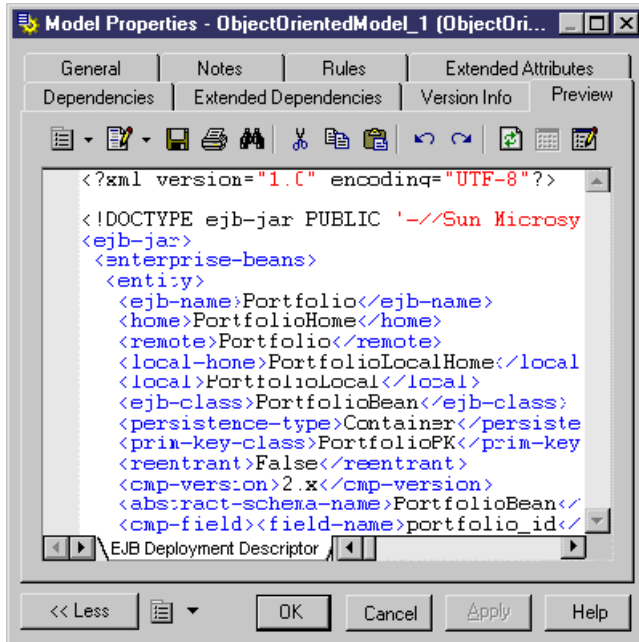 Model Properties - ObjectOrientedModel_1 (ObjectOri...
General Notes Rules Extended Attributes
Dependencies Extended Dependencies Version Info Preview
<?xml version="1.0" encoding="UTF-8"?>
<!DOCTYPE ejb-jar PUBLIC '-//Sun Microsy
<ejb-jar>
<enterprise-beans>
<entity>
<ejb-name>Portfolio</ejb-name>
<home>PortfolioHome</home>
<remote>Portfolio</remote>
<local-home>PortfolioLocalHome</local
<local>PortfolioLocal</local>
<ejb-class>PortfolioBean</ejb-class>
<persistence-type>Container</persiste
<prim-key-class>PortfolioPK</prim-key
<reentrant>False</reentrant>
<cmp-version>2.x</cmp-version>
<abstract-schema-name>PortfolioBean</
<cmp-field><field-name>portfolio_id</
EJB Deployment Descriptor
<< Less OK Cancel Apply Help